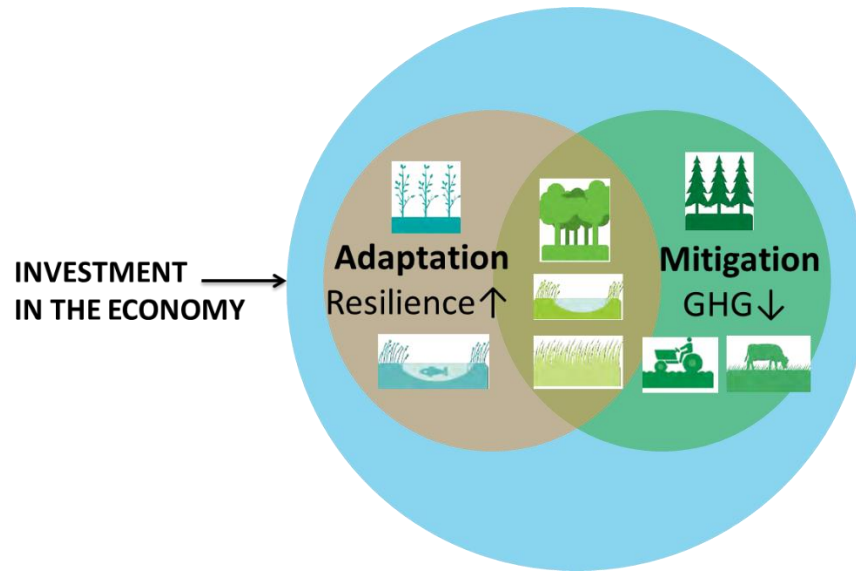 INVESTMENT
IN THE ECONOMY
Adaptation
Resilience↑
Mitigation
GHG↓